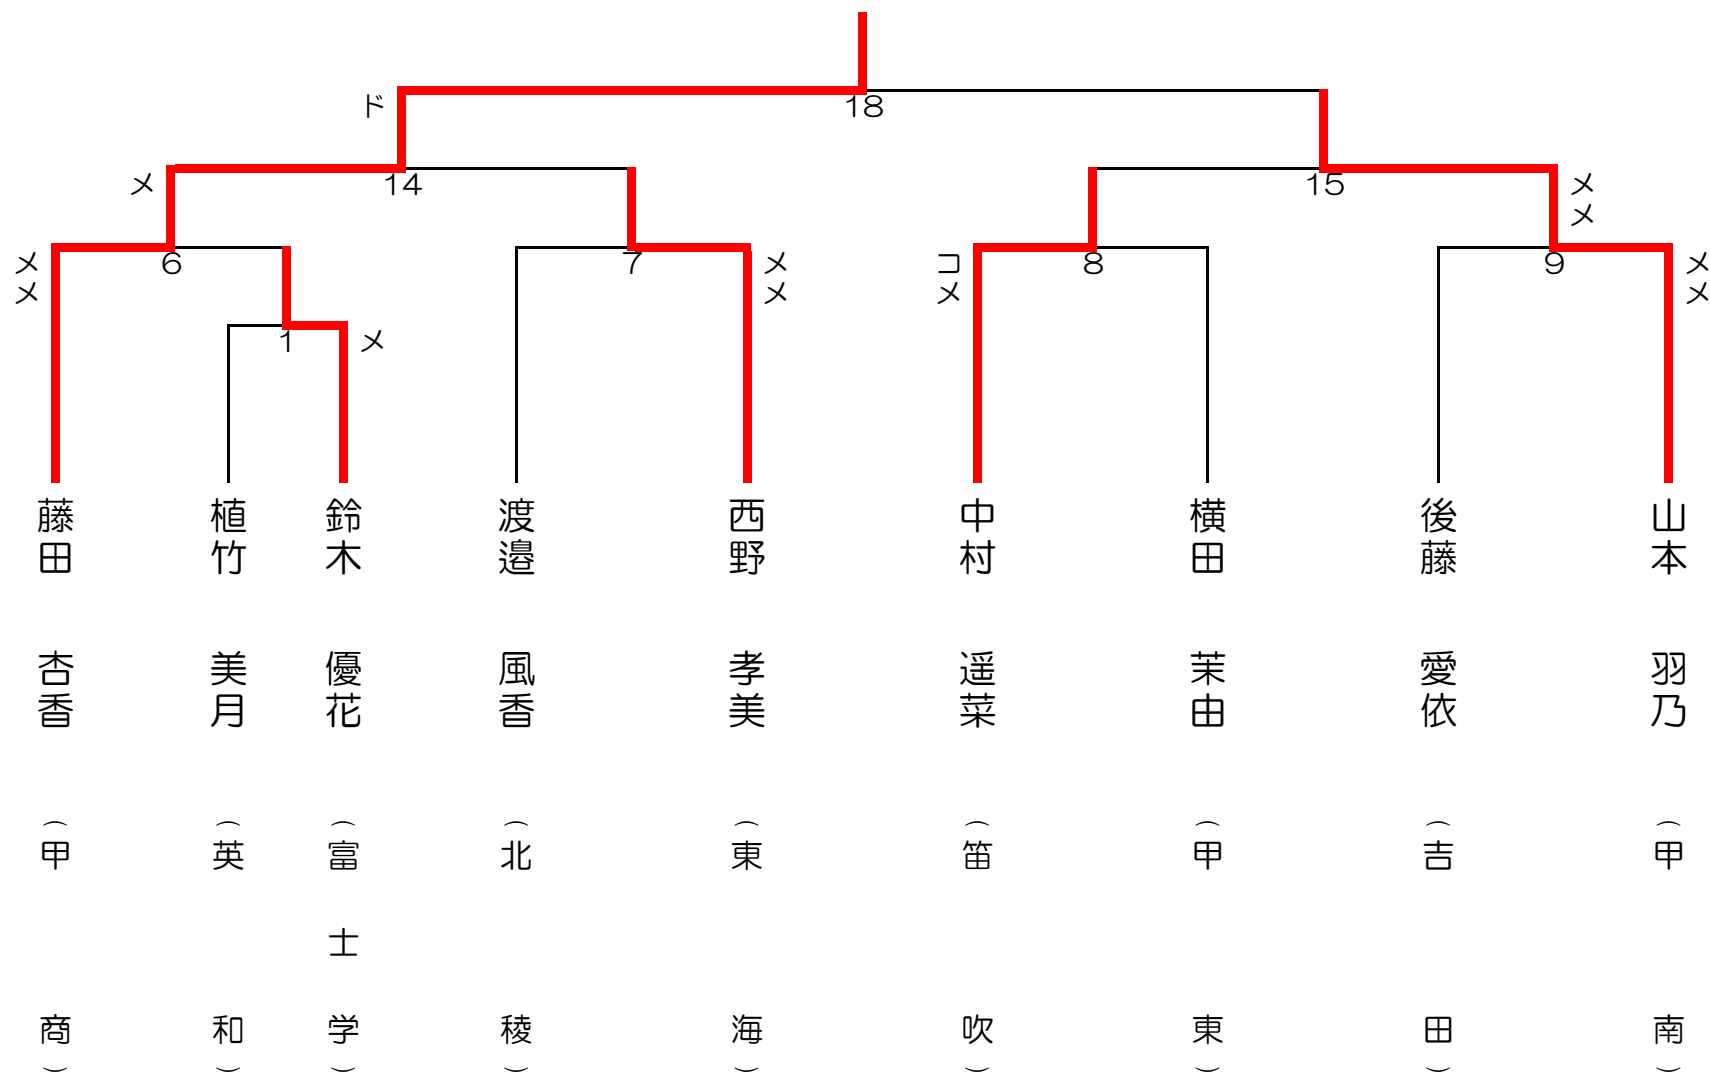 18
ド
14
15
メ
メメ
6
7
8
9
メメ
メメ
コメ
メメ
1
メ
藤田 杏香 (甲商)
植竹 美月 (英和)
鈴木 優花 (富士学)
渡邉 風香 (北稜)
西野 孝美 (東海)
中村 遥菜 (笛吹)
横田 茉由 (甲東)
後藤 愛依 (吉田)
山本 羽乃 (甲南)